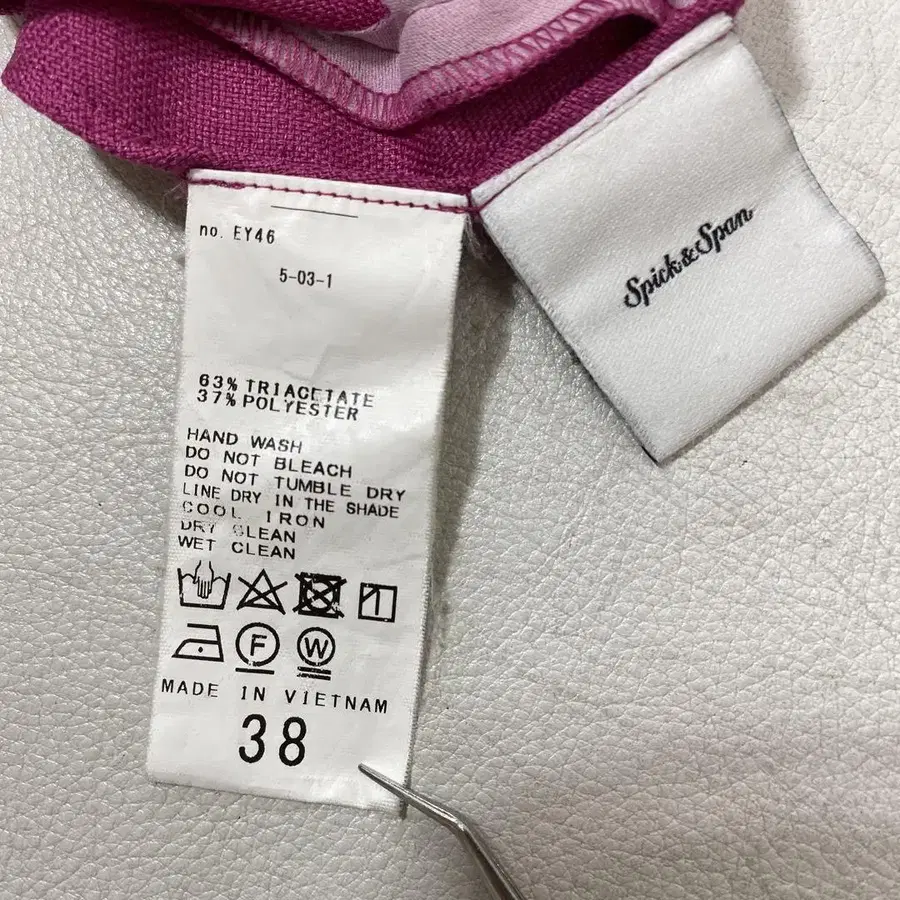 no. EY46
5-03-1
63% TRIACETATE
37% POLYESTER
HAND WASH
DO NOT BLEACH
DO NOT TUMBLE DRY
LINE DRY IN THE SHADE
COOL IRON
DRY CLEAN
WET CLEAN
F
W
MADE IN VIETNAM
38
Spick&Span